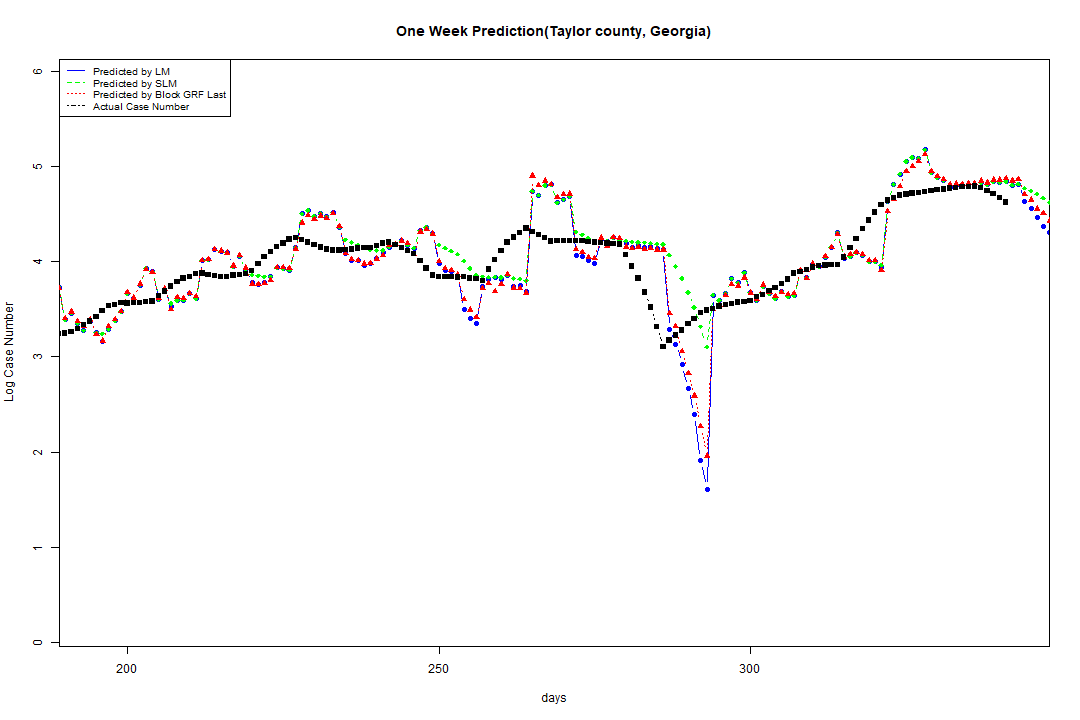 One Week Prediction(Taylor county, Georgia)
Predicted by LM
Predicted by SLM
Predicted by Block GRF Last
Actual Case Number
6
5
4
3
2
1
0
Log Case Number
200
250
300
days